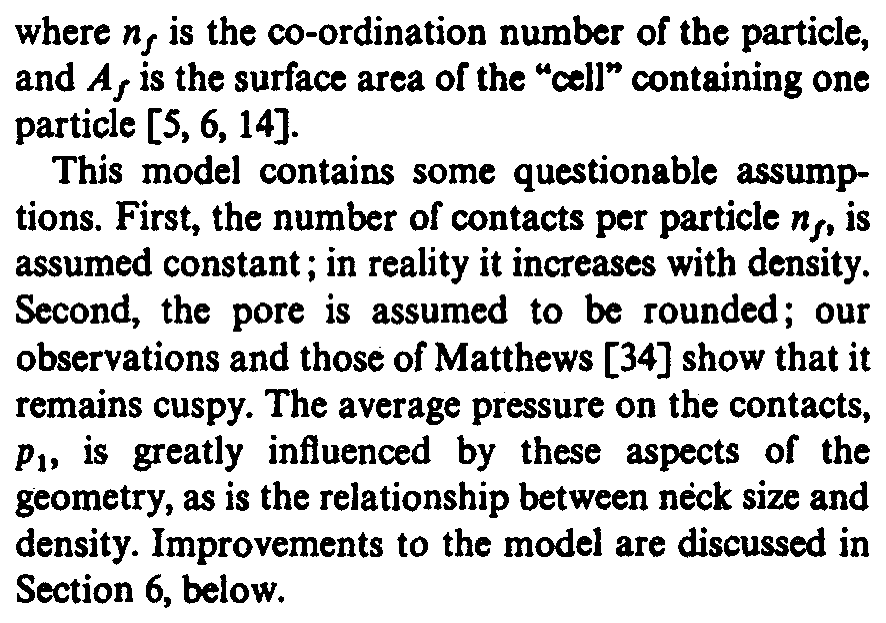 where n_f is the co-ordination number of the particle,
and A_f is the surface area of the “cell” containing one
particle [5, 6, 14].
This model contains some questionable assump-
tions. First, the number of contacts per particle n_f, is
assumed constant; in reality it increases with density.
Second, the pore is assumed to be rounded; our
observations and those of Matthews [34] show that it
remains cuspy. The average pressure on the contacts,
p₁, is greatly influenced by these aspects of the
geometry, as is the relationship between neck size and
density. Improvements to the model are discussed in
Section 6, below.